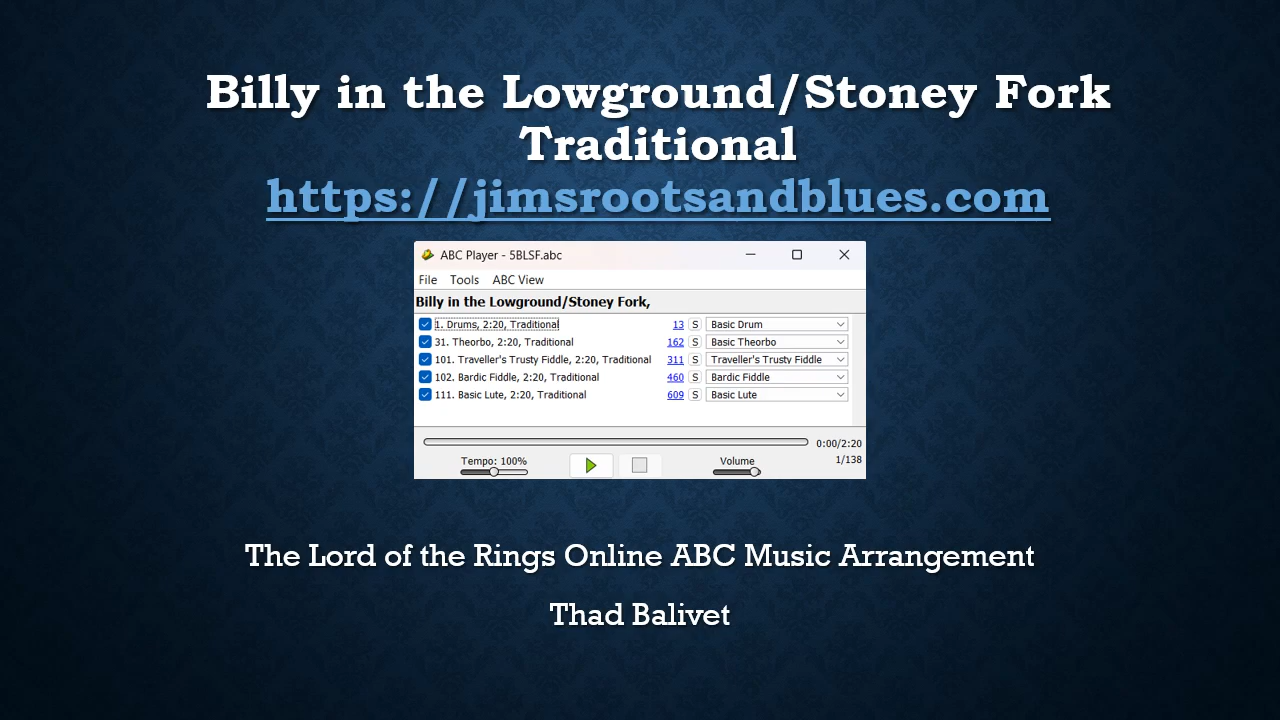 Billy in the Lowground/Stoney Fork
Traditional
https://jimsrootsandblues.com
ABC Player - 5BLSF.abc
File Tools ABC View
Billy in the Lowground/Stoney Fork,
1. Drums, 2:20, Traditional 13 S Basic Drum
31. Theorbo, 2:20, Traditional 162 S Basic Theorbo
101. Traveller's Trusty Fiddle, 2:20, Traditional 311 S Traveller's Trusty Fiddle
102. Bardic Fiddle, 2:20, Traditional 460 S Bardic Fiddle
111. Basic Lute, 2:20, Traditional 609 S Basic Lute
0:00/2:20
Tempo: 100% Volume 1/138
The Lord of the Rings Online ABC Music Arrangement
Thad Balivet